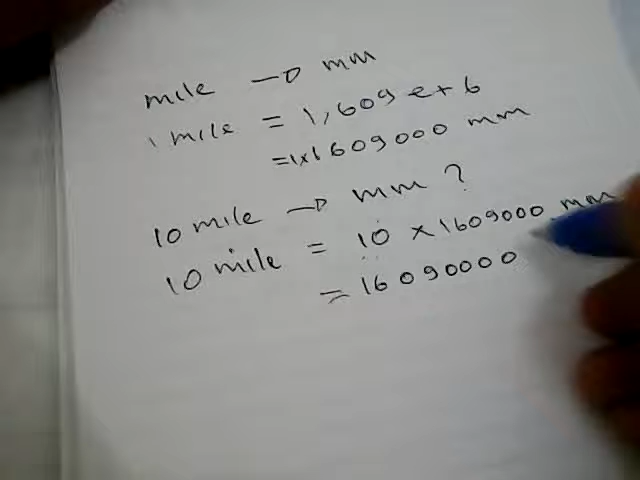 mile → mm
1 mile = 1,609 e+6
=1x1609000 mm
10 mile → mm ?
10 mile = 10 x 1609000 mm
= 16090000